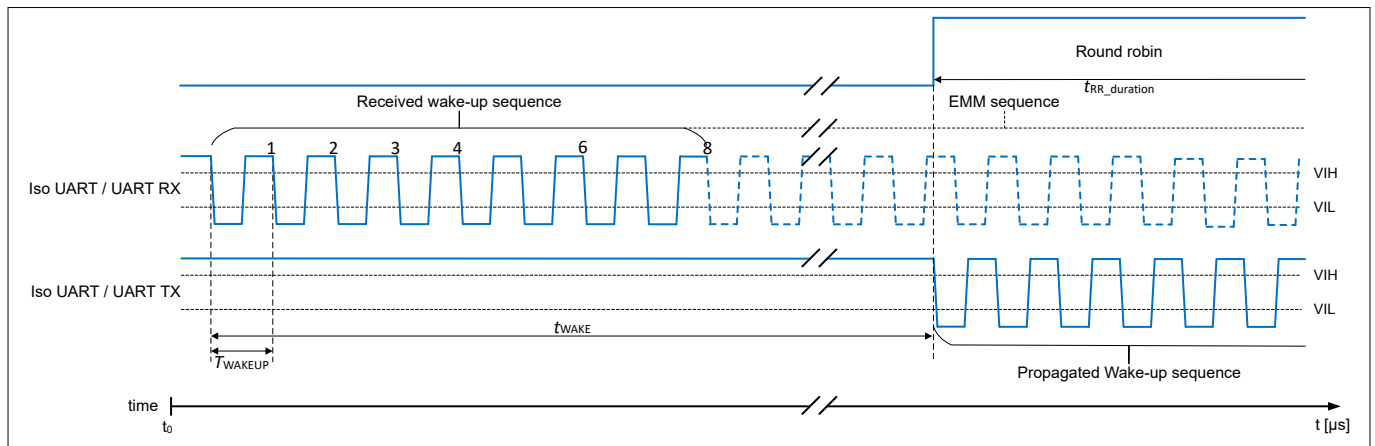 Round robin
tRR_duration
Received wake-up sequence
EMM sequence
1 2 3 4 6 8
Iso UART / UART RX
VIH
VIL
Iso UART / UART TX
VIH
VIL
tWAKE
TWAKEUP
Propagated Wake-up sequence
time
t0
t [µs]